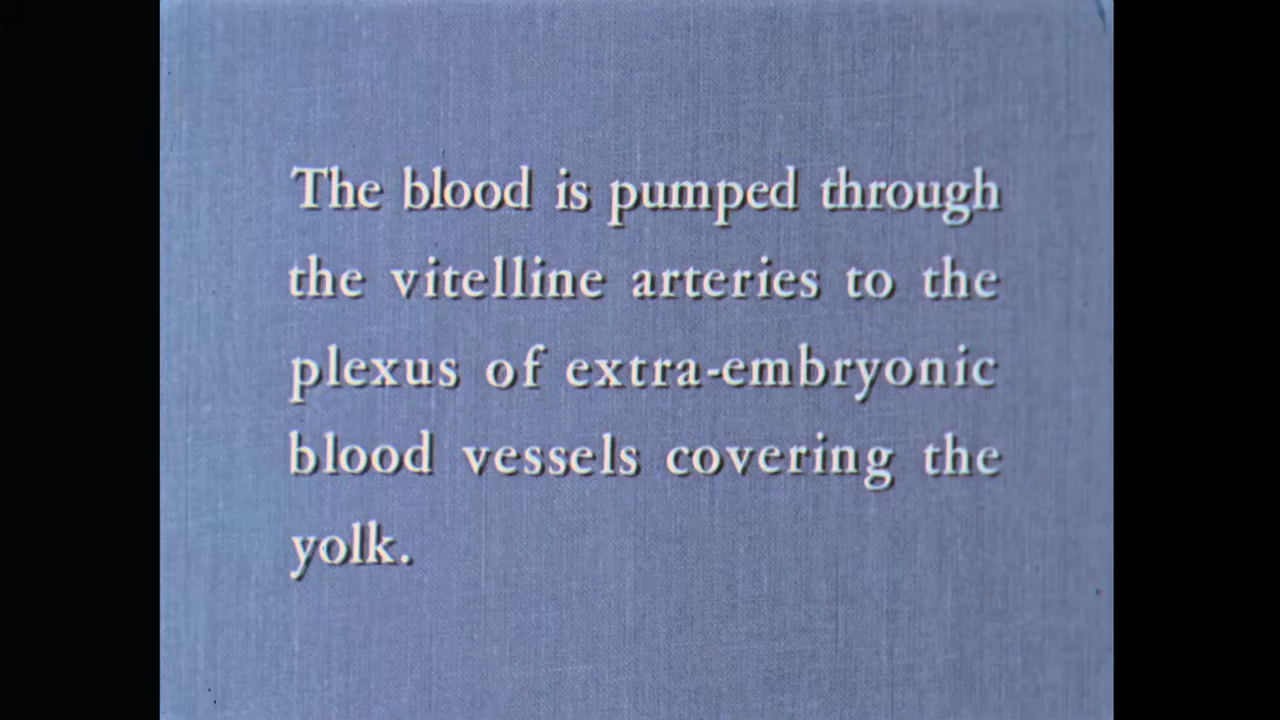 The blood is pumped through
the vitelline arteries to the
plexus of extra-embryonic
blood vessels covering the
yolk.